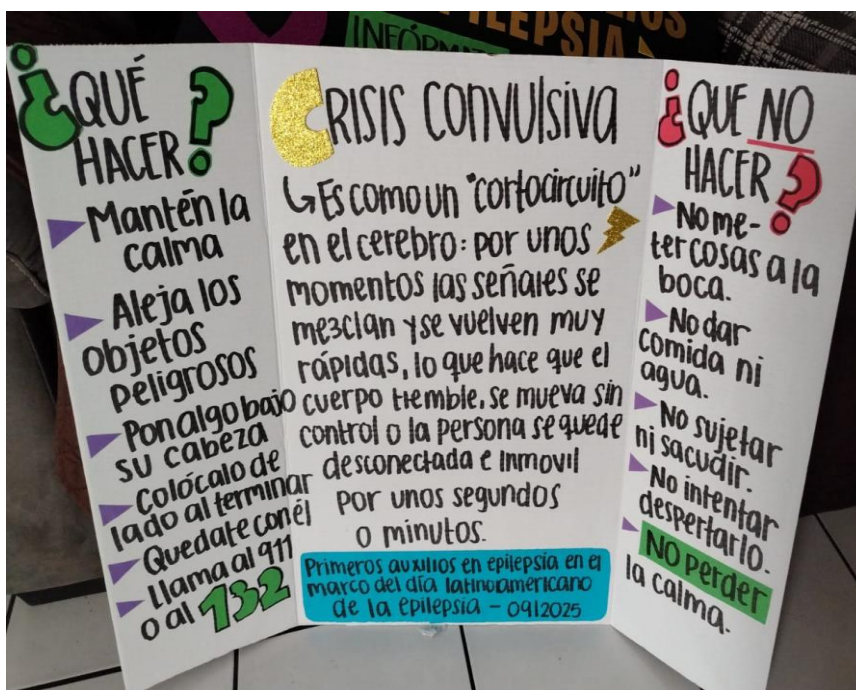 EPILEPSIA
INFÓRMATE
¿QUÉ
HACER?
Mantén la
calma
Aleja los
objetos
peligrosos
Pon algo bajo
su cabeza
Colócalo de
lado al terminar
Quedate con él
Llama al 911
o al 132
CRISIS CONVULSIVA
Es como un "cortocircuito"
en el cerebro: por unos
momentos las señales se
mezclan y se vuelven muy
rápidas, lo que hace que el
cuerpo tiemble, se mueva sin
control o la persona se quede
desconectada e inmovil
por unos segundos
o minutos.
Primeros auxilios en epilepsia en el
marco del día latinoamericano
de la epilepsia - 0912025
¿QUE NO
HACER?
No me-
ter cosas a la
boca.
No dar
comida ni
agua.
No sujetar
ni sacudir.
No intentar
despertarlo.
NO perder
la calma.